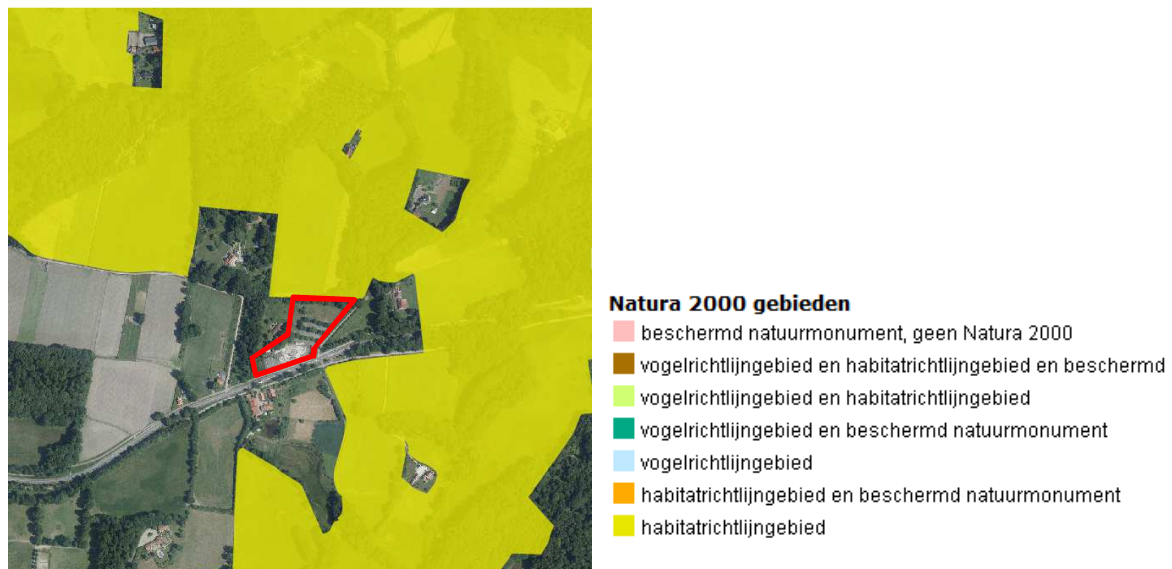 Natura 2000 gebieden
beschermd natuurmonument, geen Natura 2000
vogelrichtlijngebied en habitatrichtlijngebied en beschermd
vogelrichtlijngebied en habitatrichtlijngebied
vogelrichtlijngebied en beschermd natuurmonument
vogelrichtlijngebied
habitatrichtlijngebied en beschermd natuurmonument
habitatrichtlijngebied